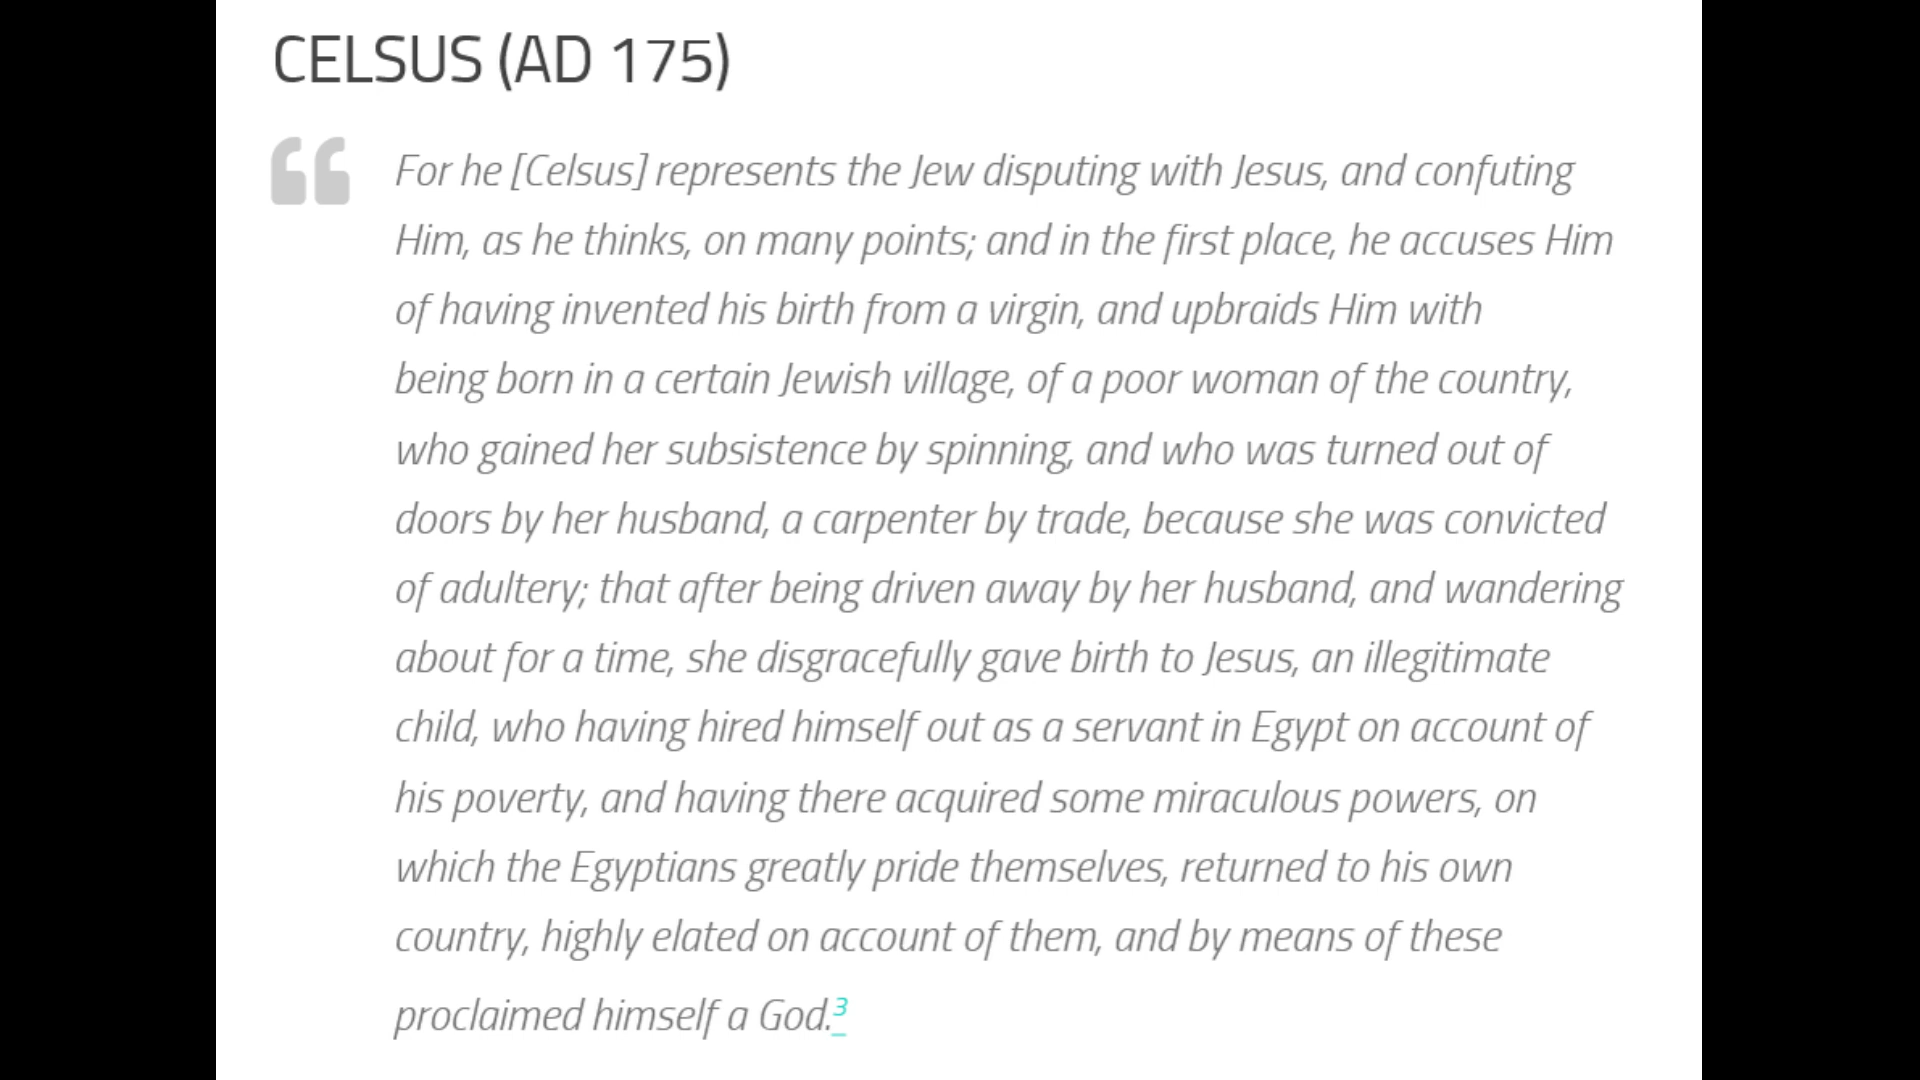 CELSUS (AD 175)
“
For he [Celsus] represents the Jew disputing with Jesus, and confuting
Him, as he thinks, on many points; and in the first place, he accuses Him
of having invented his birth from a virgin, and upbraids Him with
being born in a certain Jewish village, of a poor woman of the country,
who gained her subsistence by spinning, and who was turned out of
doors by her husband, a carpenter by trade, because she was convicted
of adultery; that after being driven away by her husband, and wandering
about for a time, she disgracefully gave birth to Jesus, an illegitimate
child, who having hired himself out as a servant in Egypt on account of
his poverty, and having there acquired some miraculous powers, on
which the Egyptians greatly pride themselves, returned to his own
country, highly elated on account of them, and by means of these
proclaimed himself a God.3